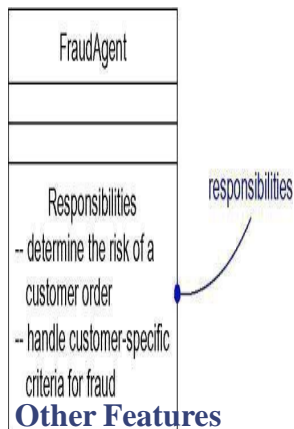 FraudAgent
responsibilities
Responsibilities
-- determine the risk of a
customer order
-- handle customer-specific
criteria for fraud
Other Features